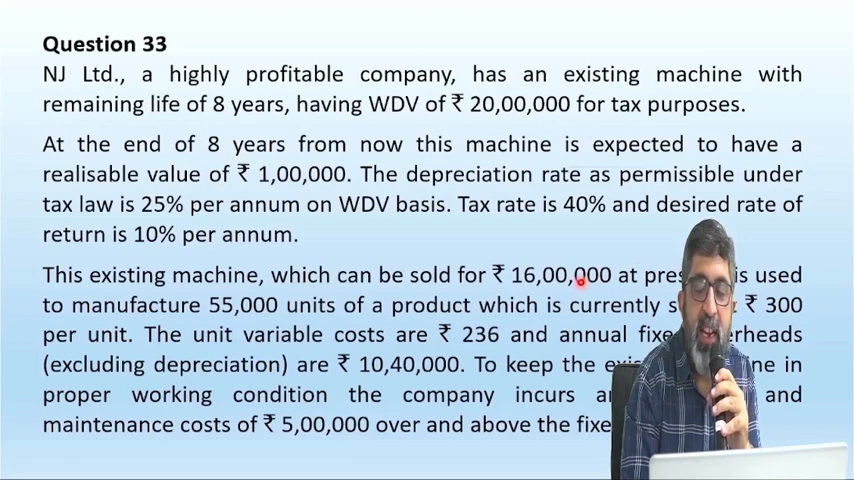 Question 33
NJ Ltd., a highly profitable company, has an existing machine with
remaining life of 8 years, having WDV of ₹ 20,00,000 for tax purposes.
At the end of 8 years from now this machine is expected to have a
realisable value of ₹ 1,00,000. The depreciation rate as permissible under
tax law is 25% per annum on WDV basis. Tax rate is 40% and desired rate of
return is 10% per annum.
This existing machine, which can be sold for ₹ 16,00,000 at is used
to manufacture 55,000 units of a product which is currently ₹ 300
per unit. The unit variable costs are ₹ 236 and annual
(excluding depreciation) are ₹ 10,40,000. To keep the in
proper working condition the company incurs and
maintenance costs of ₹ 5,00,000 over and above the